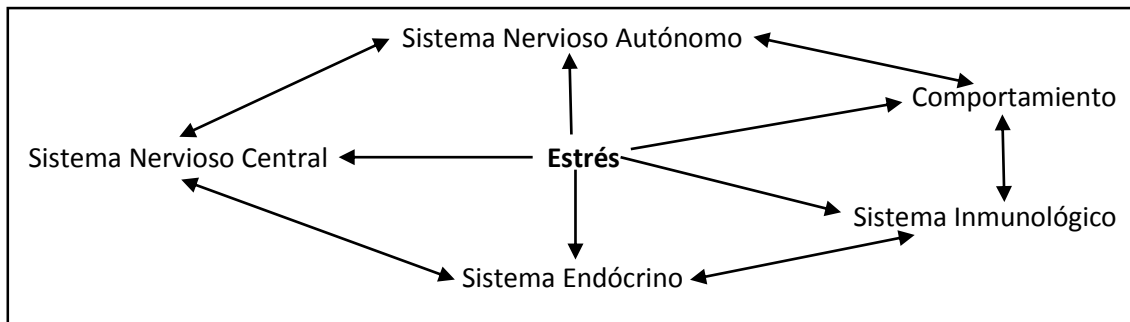 Sistema Nervioso Autónomo
Comportamiento
Sistema Nervioso Central
Estrés
Sistema Inmunológico
Sistema Endócrino